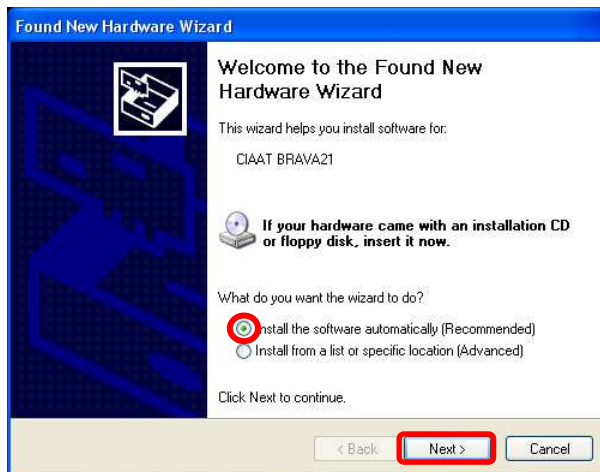 Found New Hardware Wizard
Welcome to the Found New
Hardware Wizard
This wizard helps you install software for:
CIAAT BRAVA21
If your hardware came with an installation CD
or floppy disk, insert it now.
What do you want the wizard to do?
Install the software automatically (Recommended)
Install from a list or specific location (Advanced)
Click Next to continue.
< Back
Next >
Cancel